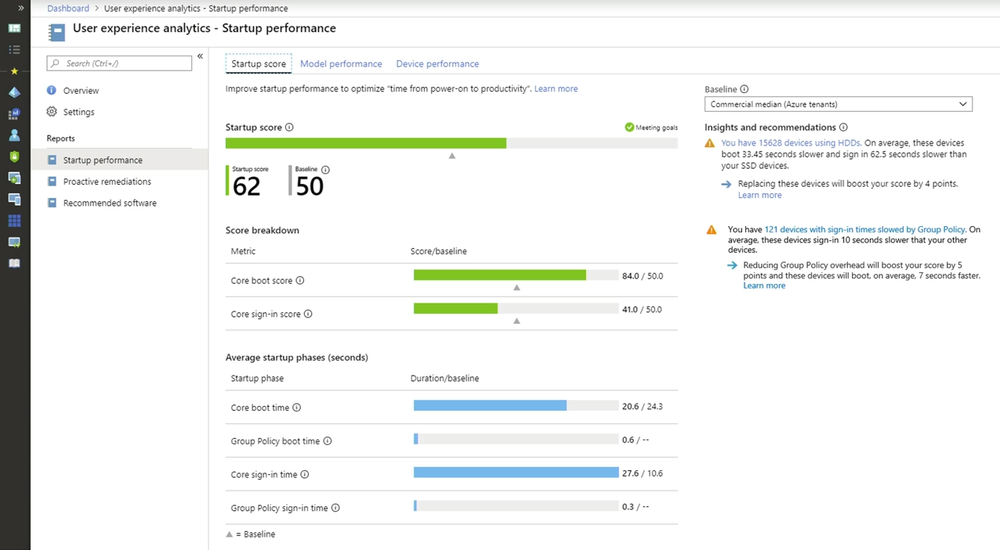 Dashboard > User experience analytics - Startup performance
User experience analytics - Startup performance
Search (Ctrl+/)
Overview
Settings
Reports
Startup performance
Proactive remediations
Recommended software
Startup score Model performance Device performance
Improve startup performance to optimize "time from power-on to productivity". Learn more
Startup score
Meeting goals
Startup score
62
Baseline
50
Score breakdown
Metric Score/baseline
Core boot score 84.0 / 50.0
Core sign-in score 41.0 / 50.0
Average startup phases (seconds)
Startup phase Duration/baseline
Core boot time 20.6 / 24.3
Group Policy boot time 0.6 / --
Core sign-in time 27.6 / 10.6
Group Policy sign-in time 0.3 / --
= Baseline
Baseline
Commercial median (Azure tenants)
Insights and recommendations
You have 15628 devices using HDDs. On average, these devices
boot 33.45 seconds slower and sign in 62.5 seconds slower than
your SSD devices.
Replacing these devices will boost your score by 4 points.
Learn more
You have 121 devices with sign-in times slowed by Group Policy. On
average, these devices sign-in 10 seconds slower that your other
devices.
Reducing Group Policy overhead will boost your score by 5
points and these devices will boot, on average, 7 seconds faster.
Learn more